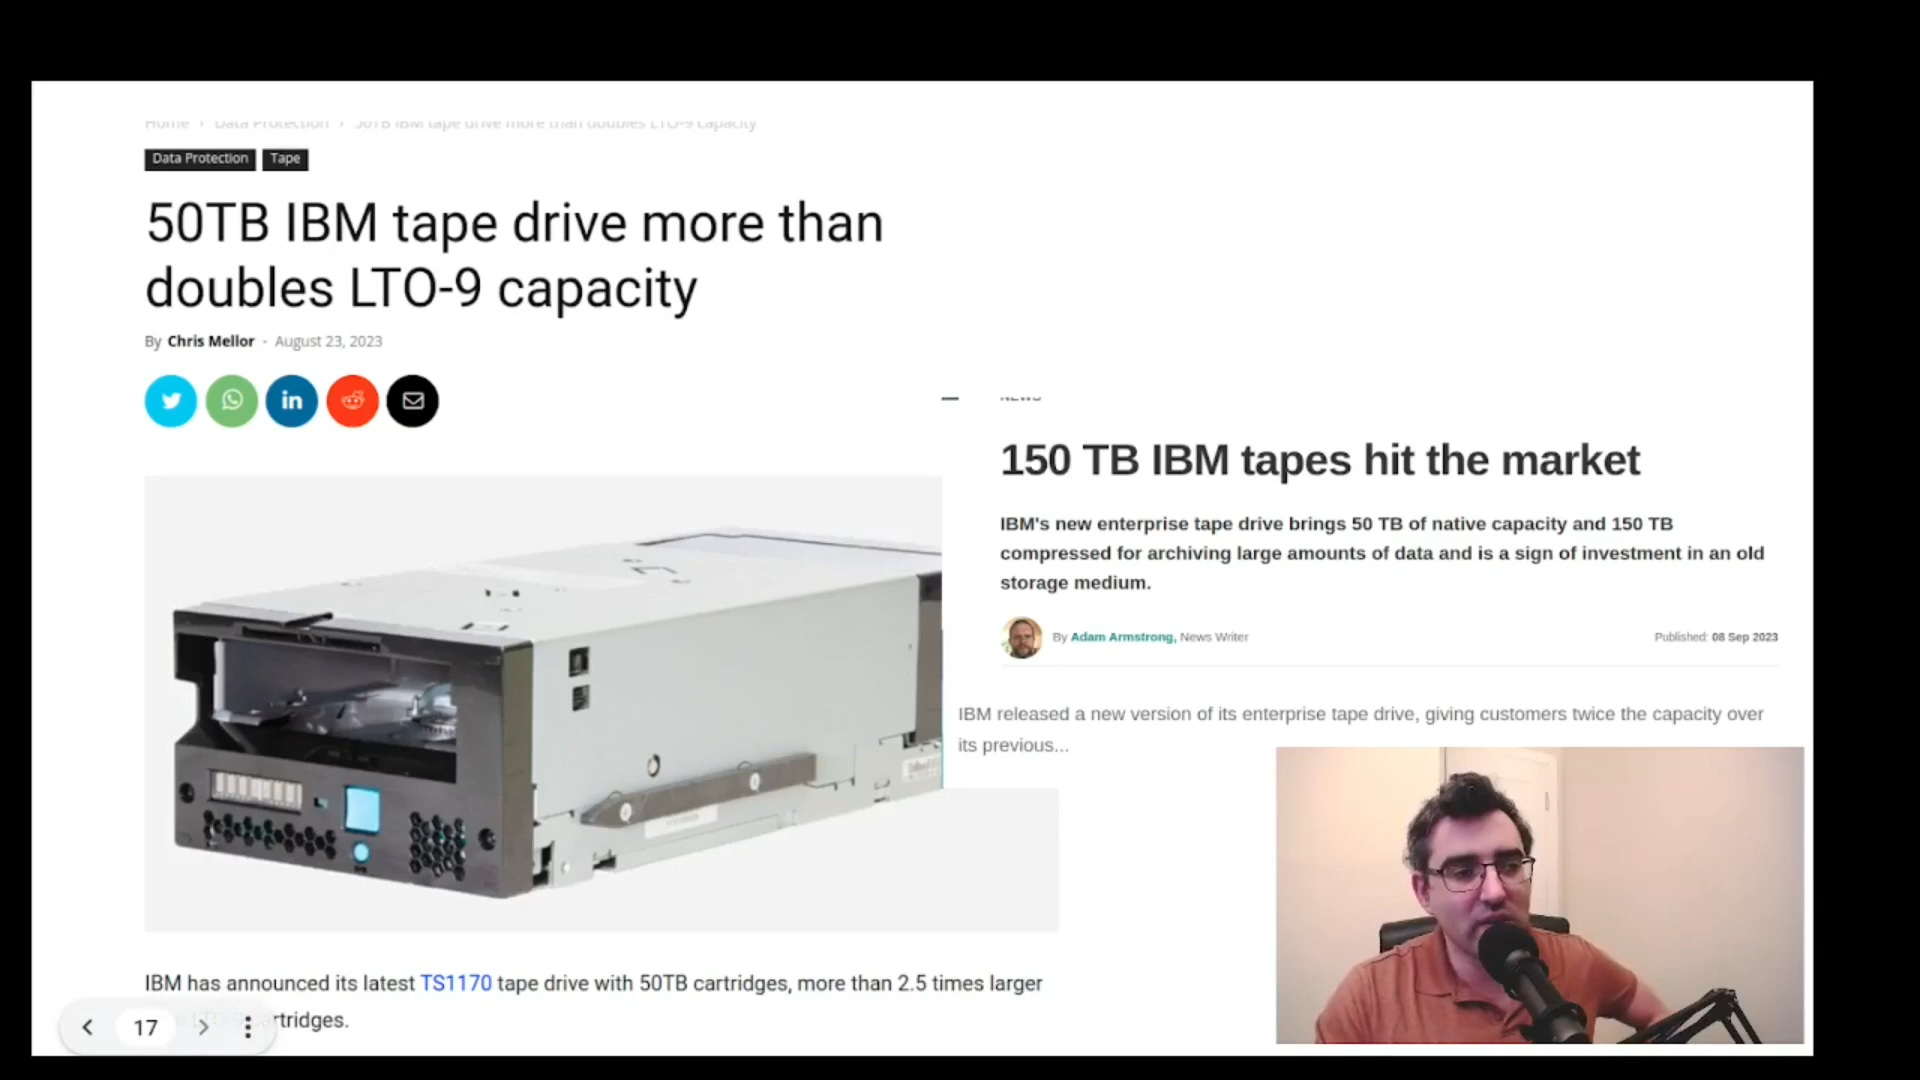 Home › Data Protection › 50TB IBM tape drive more than doubles LTO-9 capacity
Data Protection Tape
50TB IBM tape drive more than
doubles LTO-9 capacity
By Chris Mellor - August 23, 2023
in
NEWS
150 TB IBM tapes hit the market
IBM's new enterprise tape drive brings 50 TB of native capacity and 150 TB
compressed for archiving large amounts of data and is a sign of investment in an old
storage medium.
By Adam Armstrong, News Writer Published: 08 Sep 2023
IBM released a new version of its enterprise tape drive, giving customers twice the capacity over
its previous...
IBM has announced its latest TS1170 tape drive with 50TB cartridges, more than 2.5 times larger
LTO-9 cartridges.
17